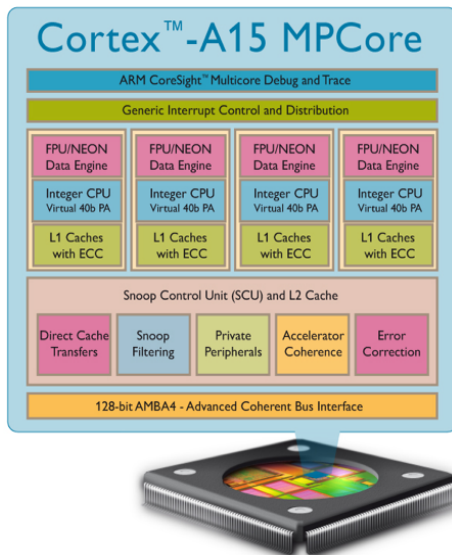 Cortex™-A15 MPCore
ARM CoreSight™ Multicore Debug and Trace
Generic Interrupt Control and Distribution
FPU/NEON
Data Engine
FPU/NEON
Data Engine
FPU/NEON
Data Engine
FPU/NEON
Data Engine
Integer CPU
Virtual 40b PA
Integer CPU
Virtual 40b PA
Integer CPU
Virtual 40b PA
Integer CPU
Virtual 40b PA
L1 Caches
with ECC
L1 Caches
with ECC
L1 Caches
with ECC
L1 Caches
with ECC
Snoop Control Unit (SCU) and L2 Cache
Direct Cache
Transfers
Snoop
Filtering
Private
Peripherals
Accelerator
Coherence
Error
Correction
128-bit AMBA4 - Advanced Coherent Bus Interface